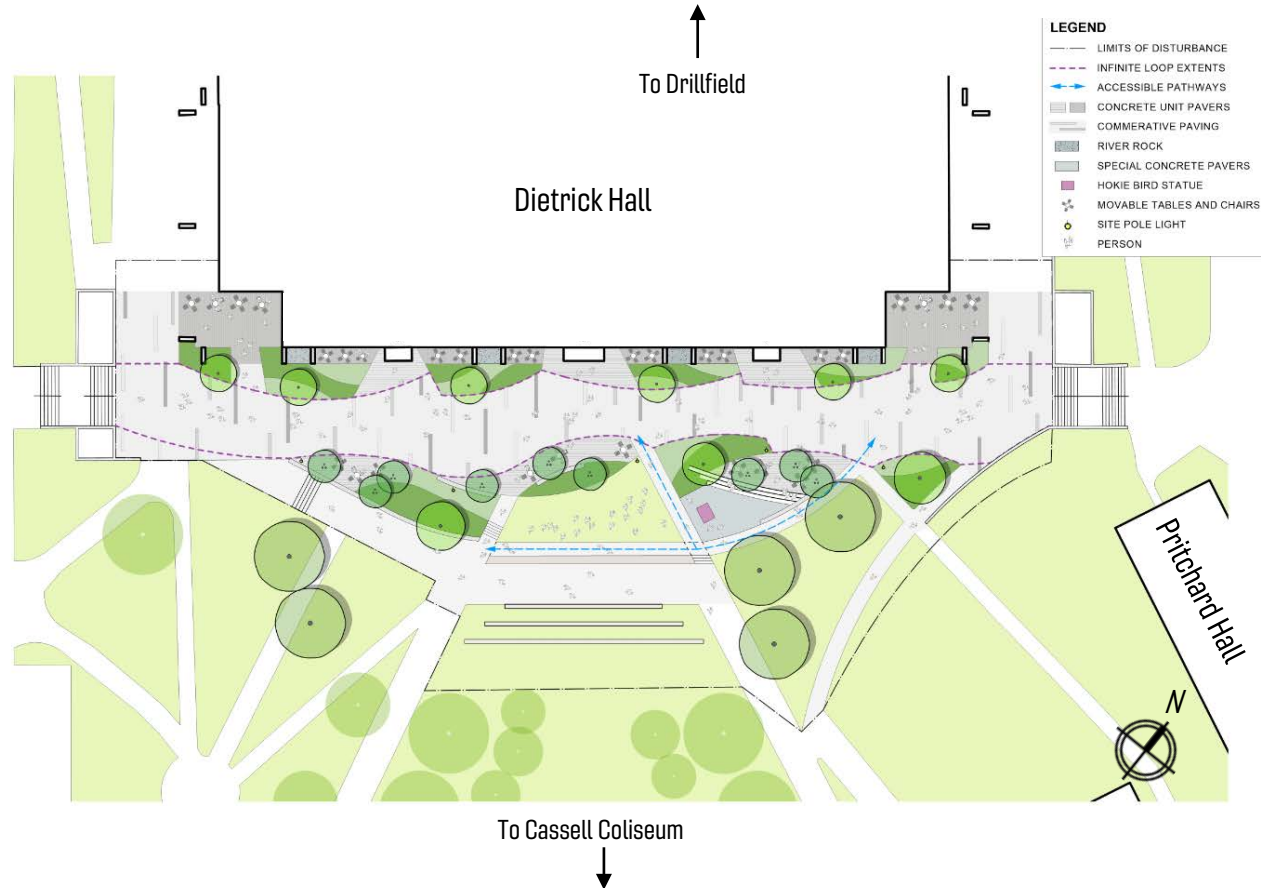 To Drillfield
LEGEND
LIMITS OF DISTURBANCE
INFINITE LOOP EXTENTS
ACCESSIBLE PATHWAYS
CONCRETE UNIT PAVERS
COMMERATIVE PAVING
RIVER ROCK
SPECIAL CONCRETE PAVERS
HOKIE BIRD STATUE
MOVABLE TABLES AND CHAIRS
SITE POLE LIGHT
PERSON
Dietrick Hall
Pritchard Hall
N
To Cassell Coliseum